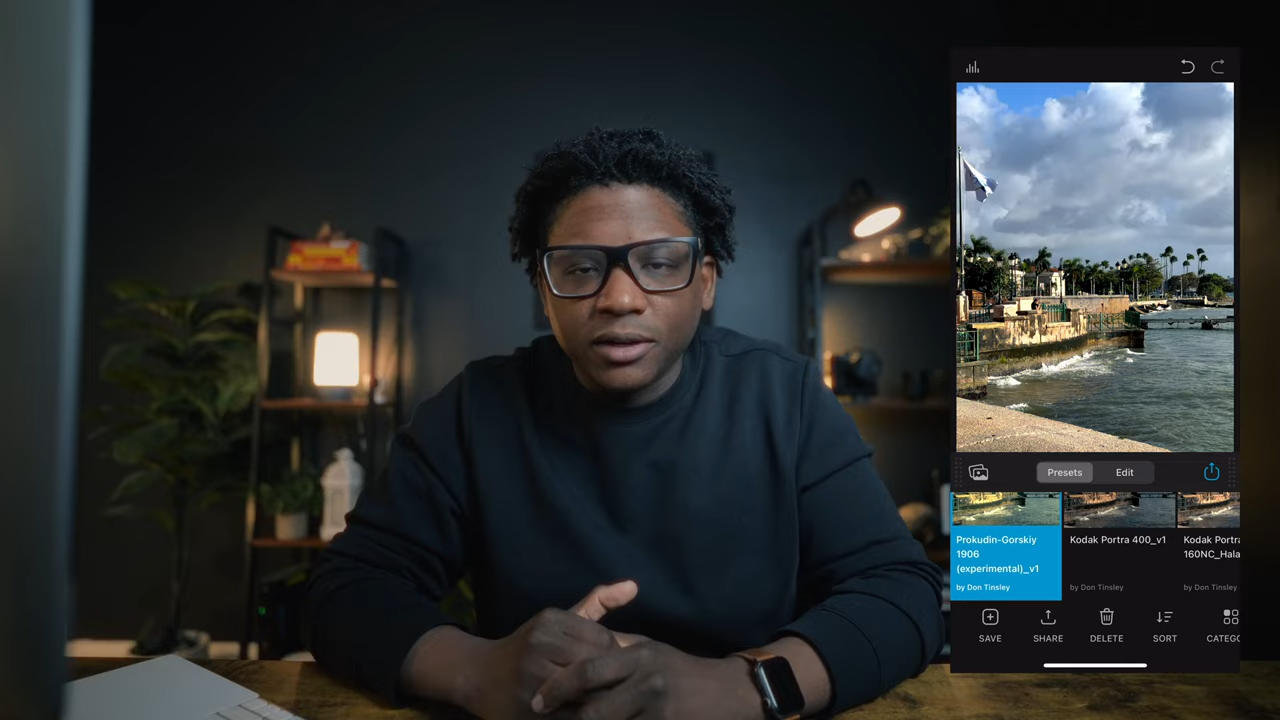 Presets
Edit
Prokudin-Gorskiy
1906
(experimental)_v1
by Don Tinsley
Kodak Portra 400_v1
by Don Tinsley
Kodak Portra
160NC_Hala
by Don Tinsley
SAVE
SHARE
DELETE
SORT
CATEGO